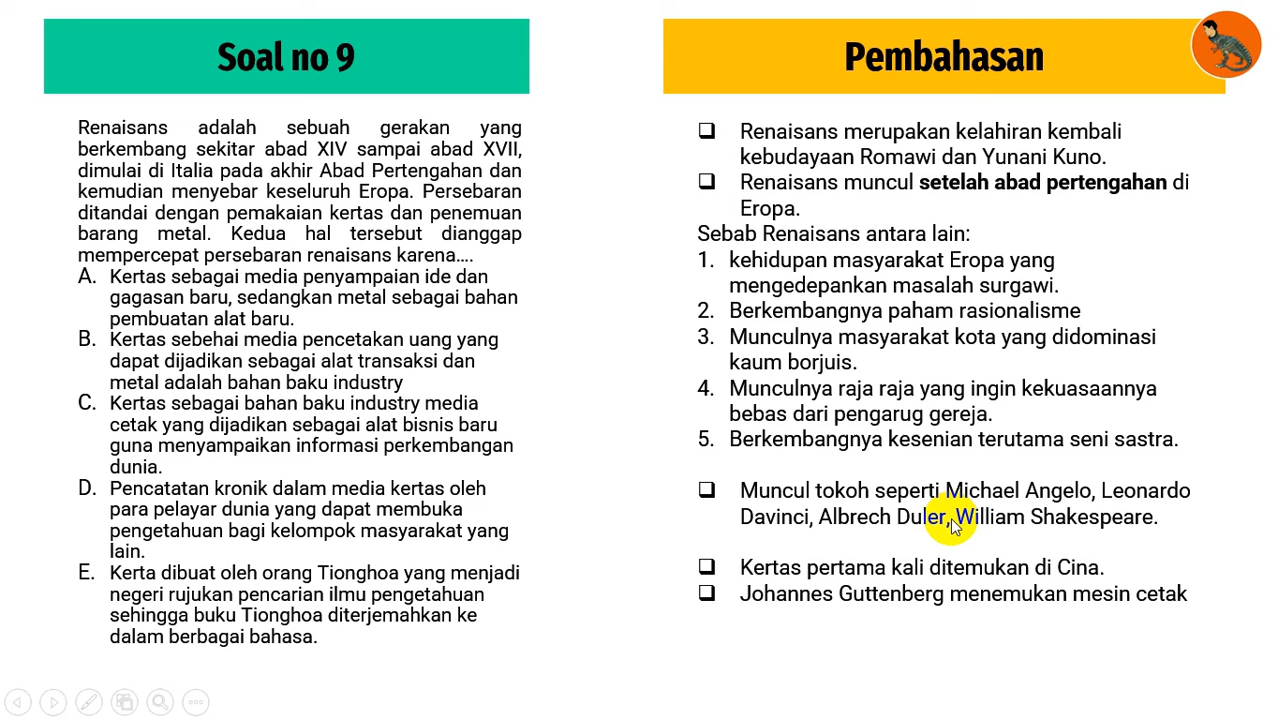 Soal no 9
Renaisans adalah sebuah gerakan yang
berkembang sekitar abad XIV sampai abad XVII,
dimulai di Italia pada akhir Abad Pertengahan dan
kemudian menyebar keseluruh Eropa. Persebaran
ditandai dengan pemakaian kertas dan penemuan
barang metal. Kedua hal tersebut dianggap
mempercepat persebaran renaisans karena....
A. Kertas sebagai media penyampaian ide dan
gagasan baru, sedangkan metal sebagai bahan
pembuatan alat baru.
B. Kertas sebehai media pencetakan uang yang
dapat dijadikan sebagai alat transaksi dan
metal adalah bahan baku industry
C. Kertas sebagai bahan baku industry media
cetak yang dijadikan sebagai alat bisnis baru
guna menyampaikan informasi perkembangan
dunia.
D. Pencatatan kronik dalam media kertas oleh
para pelayar dunia yang dapat membuka
pengetahuan bagi kelompok masyarakat yang
lain.
E. Kerta dibuat oleh orang Tionghoa yang menjadi
negeri rujukan pencarian ilmu pengetahuan
sehingga buku Tionghoa diterjemahkan ke
dalam berbagai bahasa.
Pembahasan
Renaisans merupakan kelahiran kembali
kebudayaan Romawi dan Yunani Kuno.
Renaisans muncul setelah abad pertengahan di
Eropa.
Sebab Renaisans antara lain:
1. kehidupan masyarakat Eropa yang
mengedepankan masalah surgawi.
2. Berkembangnya paham rasionalisme
3. Munculnya masyarakat kota yang didominasi
kaum borjuis.
4. Munculnya raja raja yang ingin kekuasaannya
bebas dari pengarug gereja.
5. Berkembangnya kesenian terutama seni sastra.
Muncul tokoh seperti Michael Angelo, Leonardo
Davinci, Albrech Duler, William Shakespeare.
Kertas pertama kali ditemukan di Cina.
Johannes Guttenberg menemukan mesin cetak